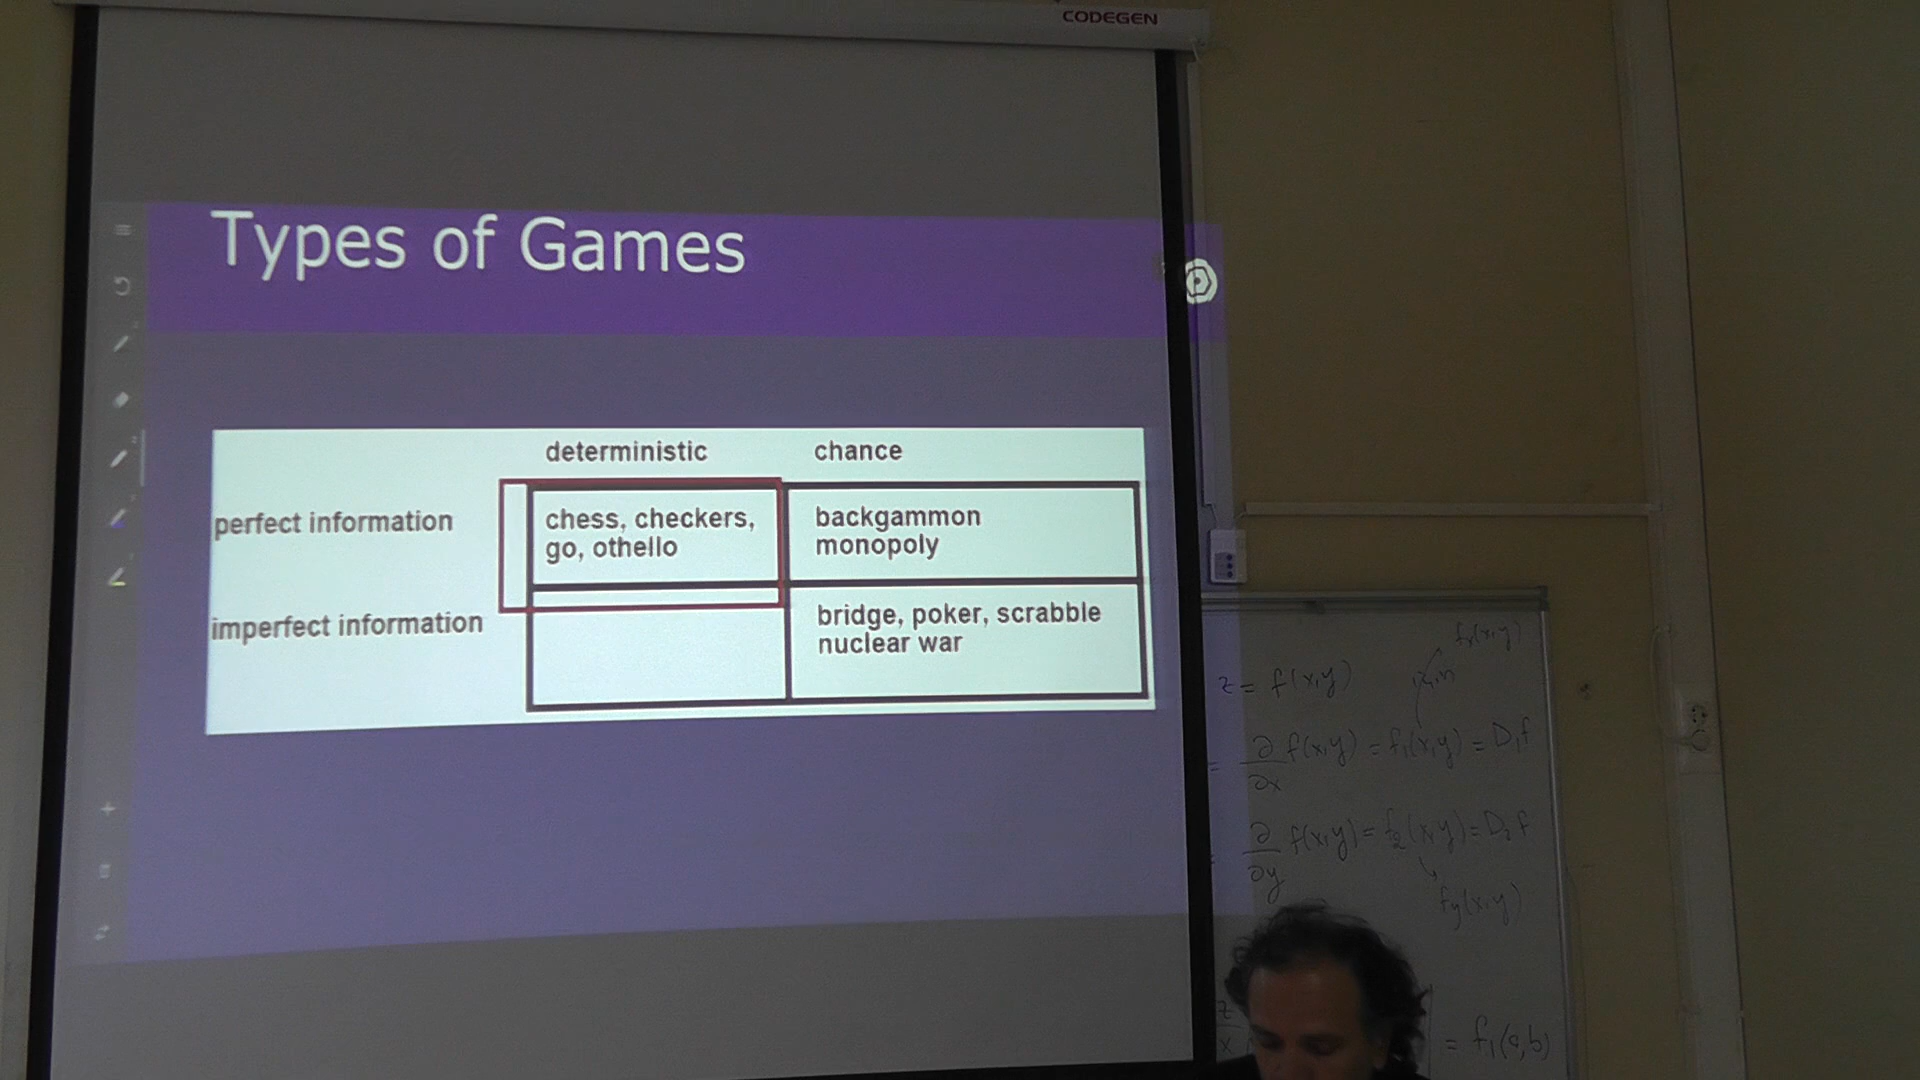 CODEGEN
Types of Games
deterministic chance
perfect information
chess, checkers,
go, othello
backgammon
monopoly
imperfect information
bridge, poker, scrabble
nuclear war
fx(x,y)
z = f(x,y)
∂/∂x f(x,y) = f₁(x,y) = D₁f
∂/∂y f(x,y) = f₂(x,y) = D₂f
fy(x,y)
= f₁(a,b)